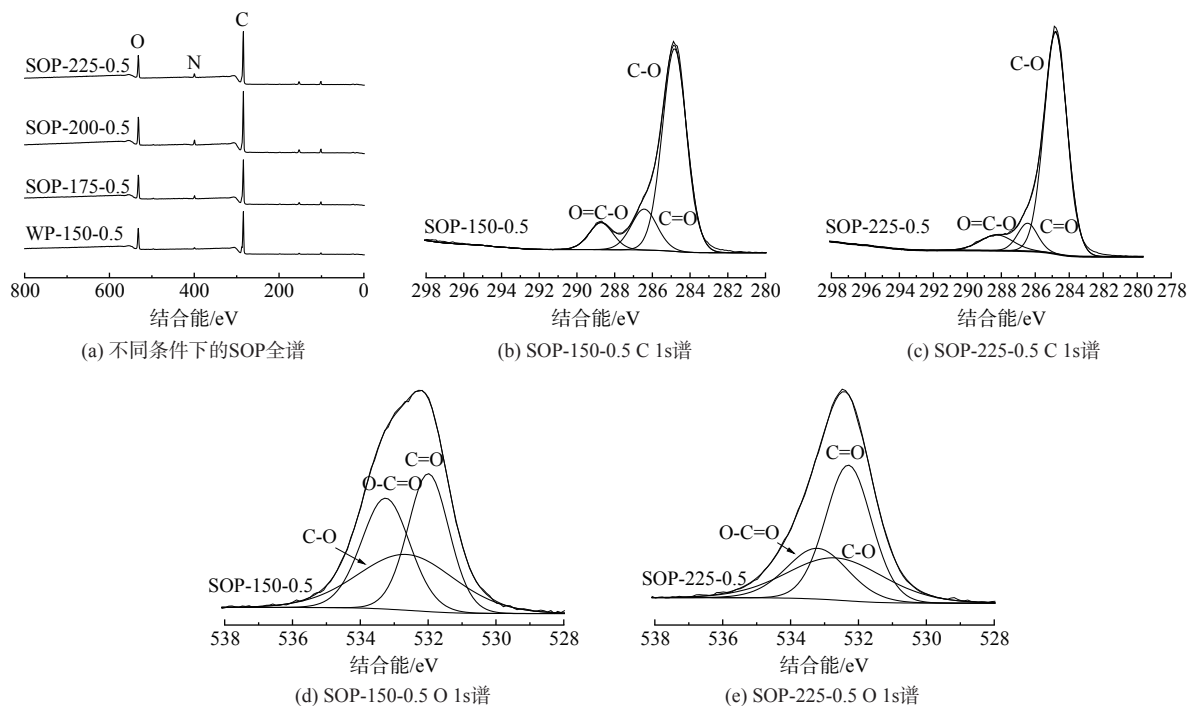 C
O
N
SOP-225-0.5
SOP-200-0.5
SOP-175-0.5
WP-150-0.5
800 600 400 200 0
结合能/eV
(a) 不同条件下的SOP全谱
C-O
O=C-O
C=O
SOP-150-0.5
298 296 294 292 290 288 286 284 282 280
结合能/eV
(b) SOP-150-0.5 C 1s谱
C-O
O=C-O
C=O
SOP-225-0.5
298 296 294 292 290 288 286 284 282 280 278
结合能/eV
(c) SOP-225-0.5 C 1s谱
C=O
O-C=O
C-O
SOP-150-0.5
538 536 534 532 530 528
结合能/eV
(d) SOP-150-0.5 O 1s谱
C=O
O-C=O
C-O
SOP-225-0.5
538 536 534 532 530 528
结合能/eV
(e) SOP-225-0.5 O 1s谱